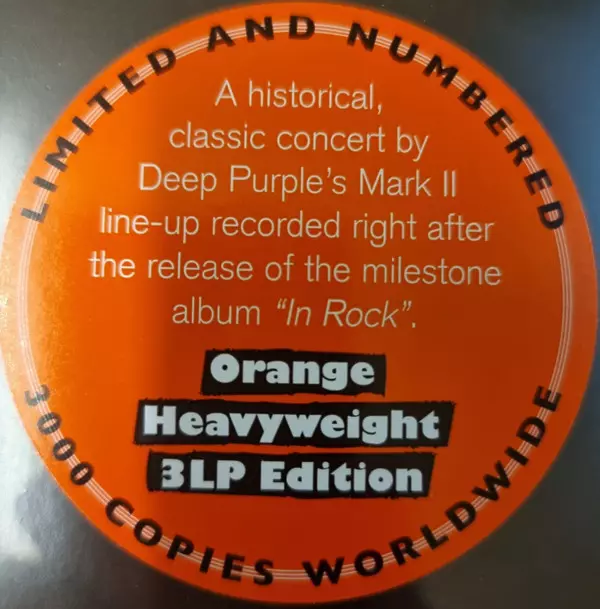 LIMITED AND NUMBERED
A historical,
classic concert by
Deep Purple's Mark II
line-up recorded right after
the release of the milestone
album "In Rock".
Orange
Heavyweight
3LP Edition
3000 COPIES WORLDWIDE